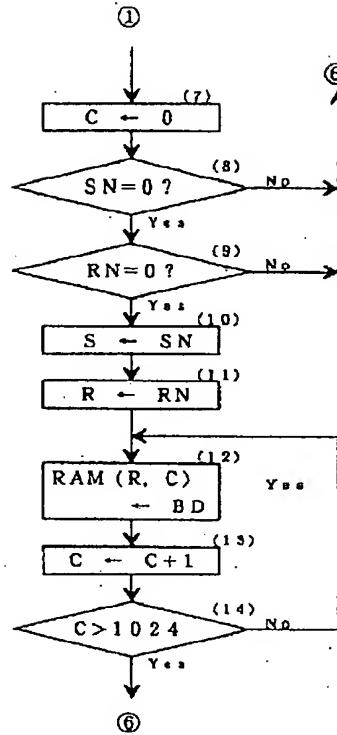 ①
(7)
C ← 0
(8)
SN=0?
No
Yes
(9)
RN=0?
No
Yes
(10)
S ← SN
(11)
R ← RN
(12)
RAM (R, C)
← BD
Yes
(13)
C ← C+1
(14)
C>1024
No
Yes
⑥